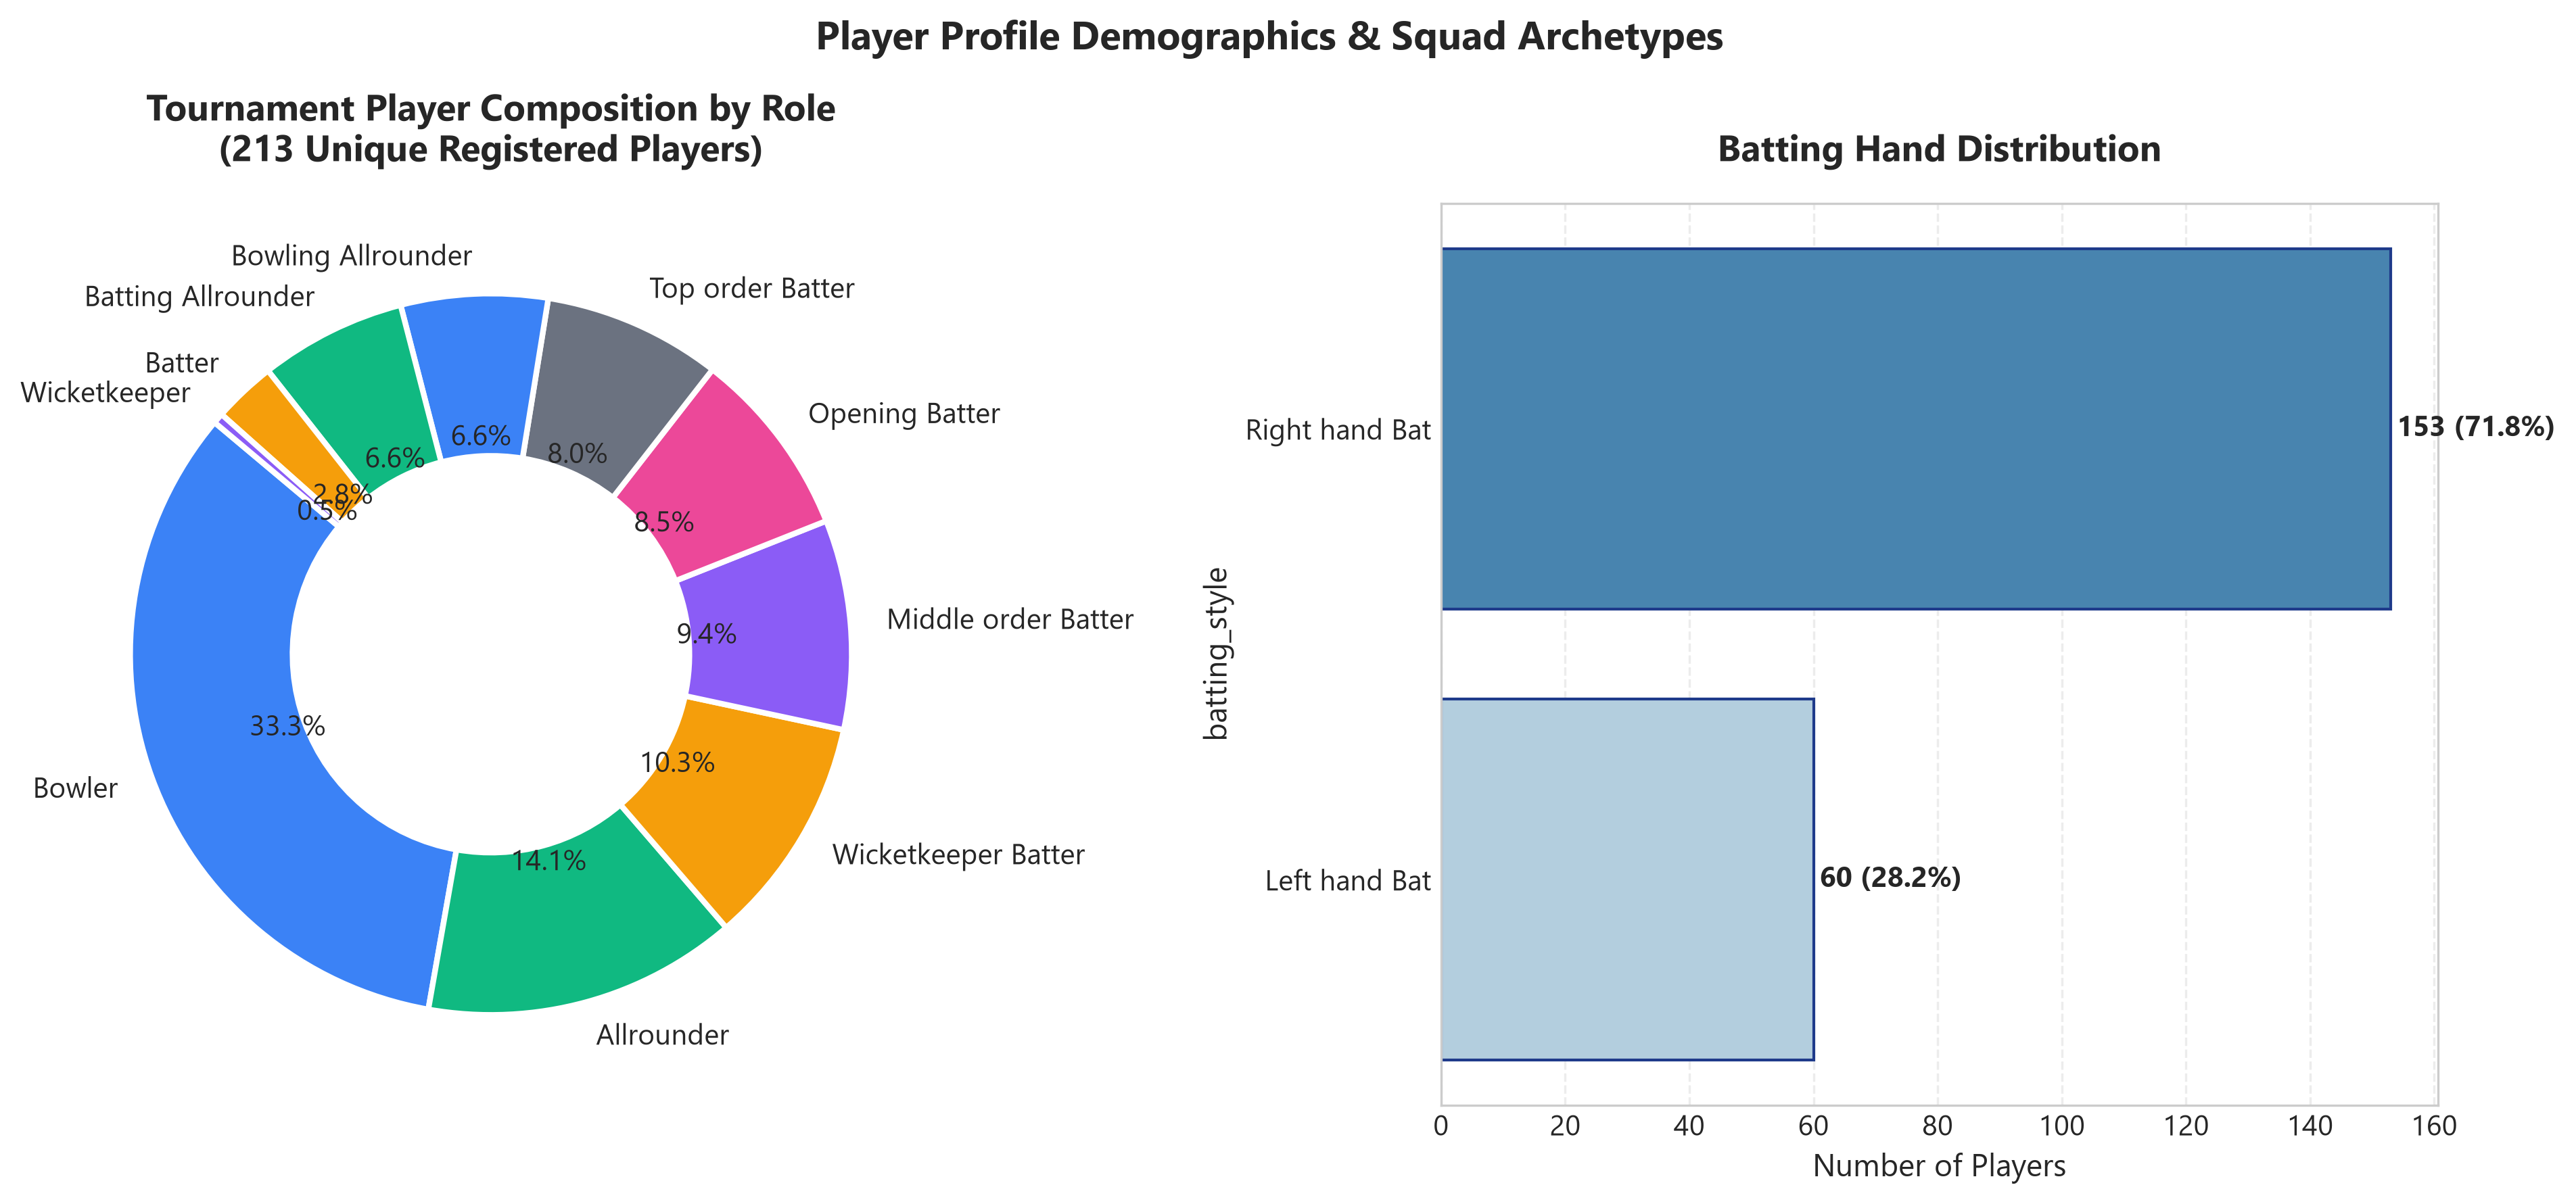 Player Profile Demographics & Squad Archetypes
Tournament Player Composition by Role
(213 Unique Registered Players)
Bowling Allrounder
Batting Allrounder
Batter
Wicketkeeper
Top order Batter
Opening Batter
Middle order Batter
Wicketkeeper Batter
Allrounder
Bowler
6.6%
6.6%
2.8%
0.5%
8.0%
8.5%
9.4%
10.3%
14.1%
33.3%
Batting Hand Distribution
batting_style
Right hand Bat
153 (71.8%)
Left hand Bat
60 (28.2%)
0 20 40 60 80 100 120 140 160
Number of Players